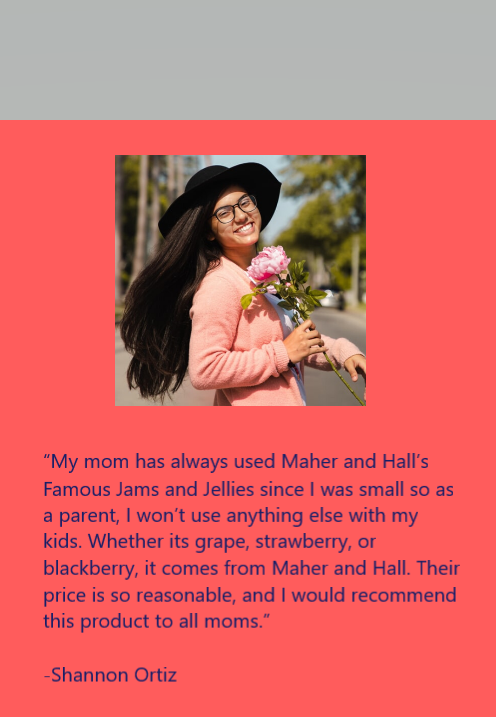 “My mom has always used Maher and Hall’s
Famous Jams and Jellies since I was small so as
a parent, I won’t use anything else with my
kids. Whether its grape, strawberry, or
blackberry, it comes from Maher and Hall. Their
price is so reasonable, and I would recommend
this product to all moms.”
-Shannon Ortiz